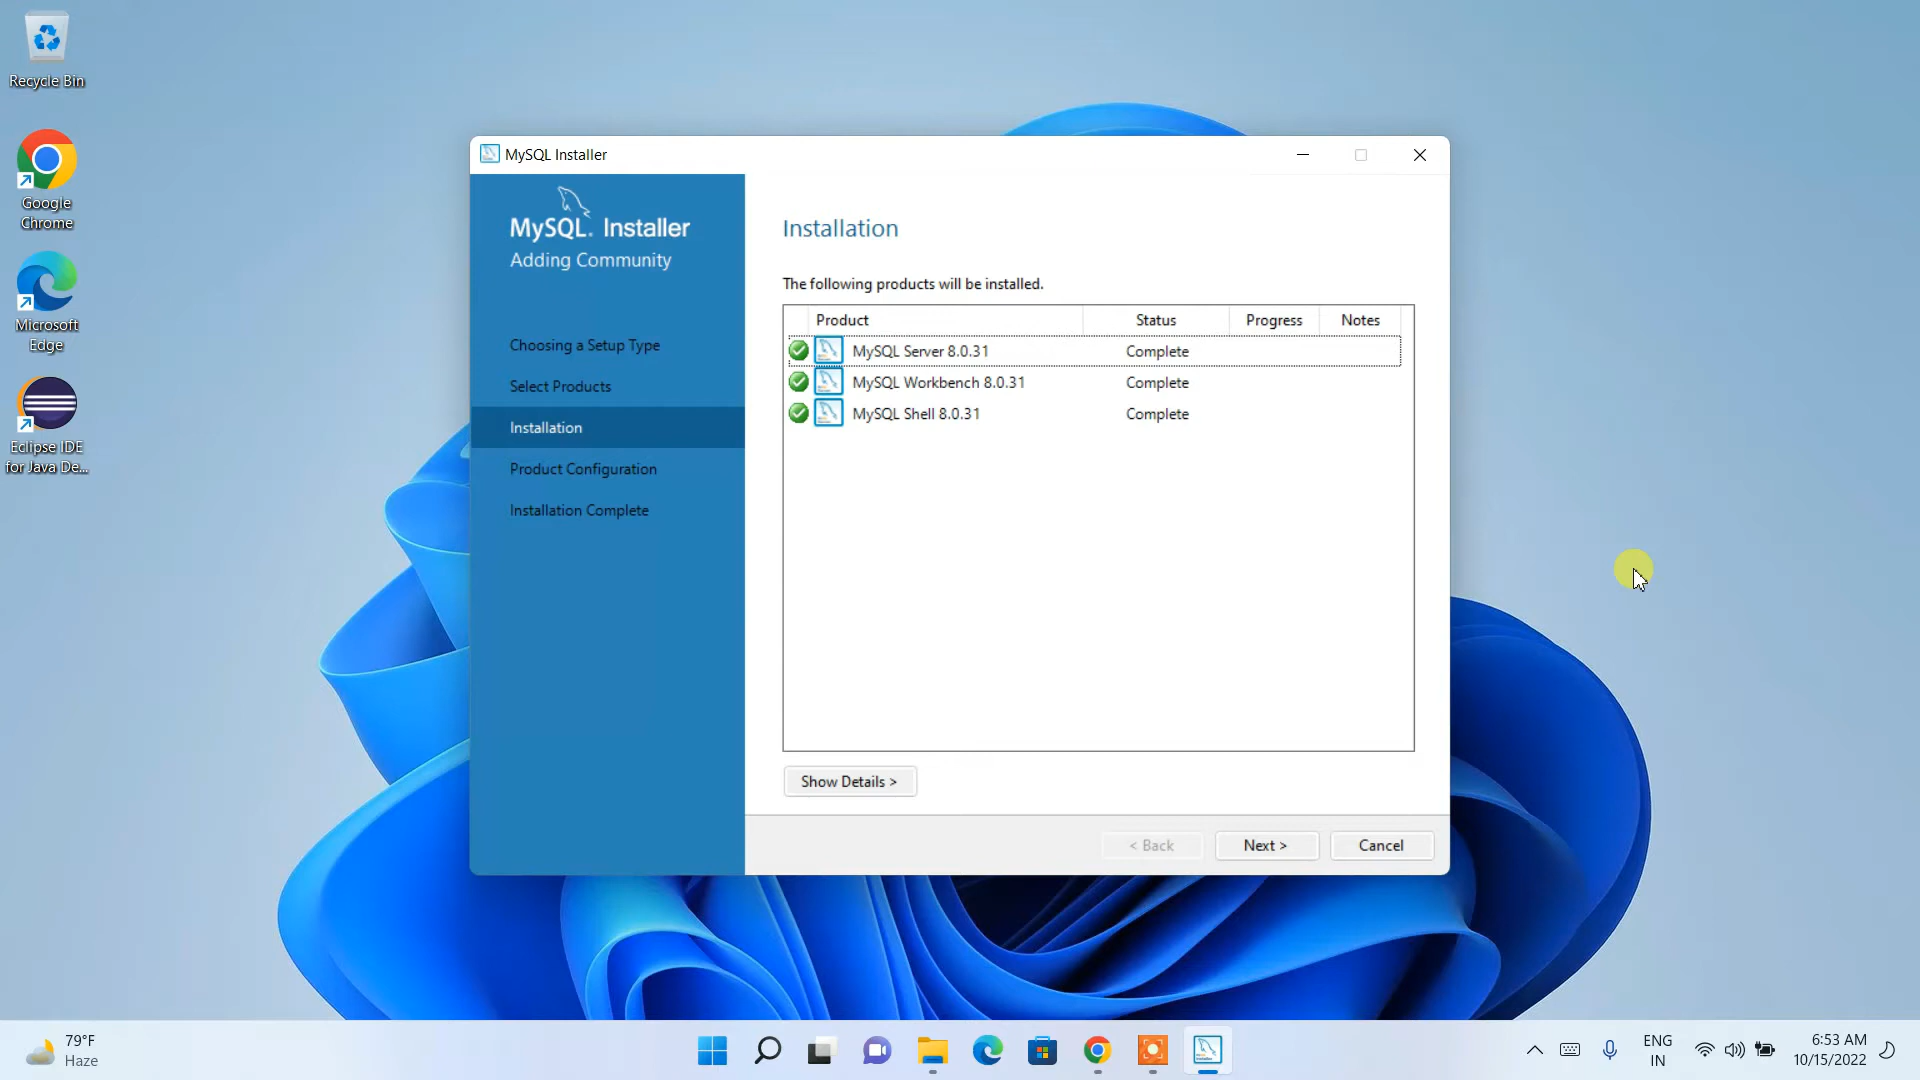 Recycle Bin
Google
Chrome
Microsoft
Edge
Eclipse IDE
for Java De...
MySQL Installer
MySQL. Installer
Adding Community
Choosing a Setup Type
Select Products
Installation
Product Configuration
Installation Complete
Installation
The following products will be installed.
Product Status Progress Notes
MySQL Server 8.0.31 Complete
MySQL Workbench 8.0.31 Complete
MySQL Shell 8.0.31 Complete
Show Details >
< Back Next > Cancel
79°F
Haze
ENG
IN
6:53 AM
10/15/2022